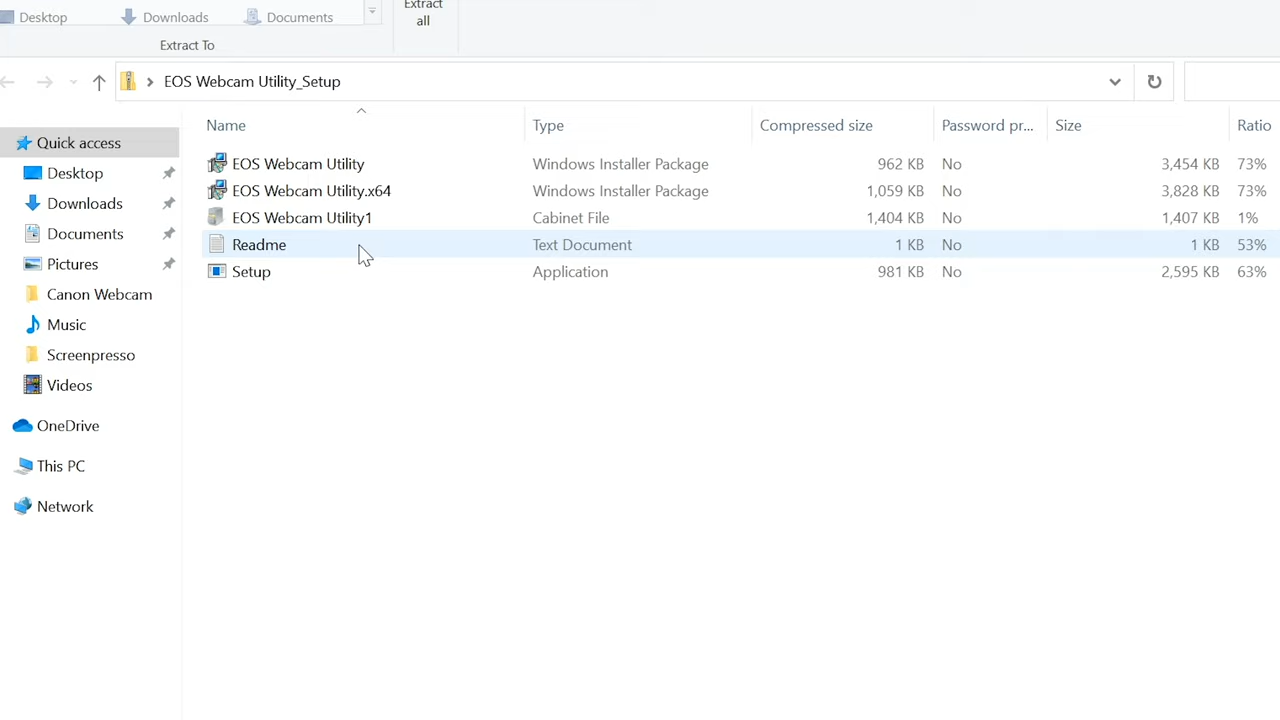 Desktop Downloads Documents Extract
all
Extract To
EOS Webcam Utility_Setup
Name Type Compressed size Password pr... Size Ratio
Quick access
Desktop
Downloads
Documents
Pictures
Canon Webcam
Music
Screenpresso
Videos
OneDrive
This PC
Network
EOS Webcam Utility Windows Installer Package 962 KB No 3,454 KB 73%
EOS Webcam Utility.x64 Windows Installer Package 1,059 KB No 3,828 KB 73%
EOS Webcam Utility1 Cabinet File 1,404 KB No 1,407 KB 1%
Readme Text Document 1 KB No 1 KB 53%
Setup Application 981 KB No 2,595 KB 63%